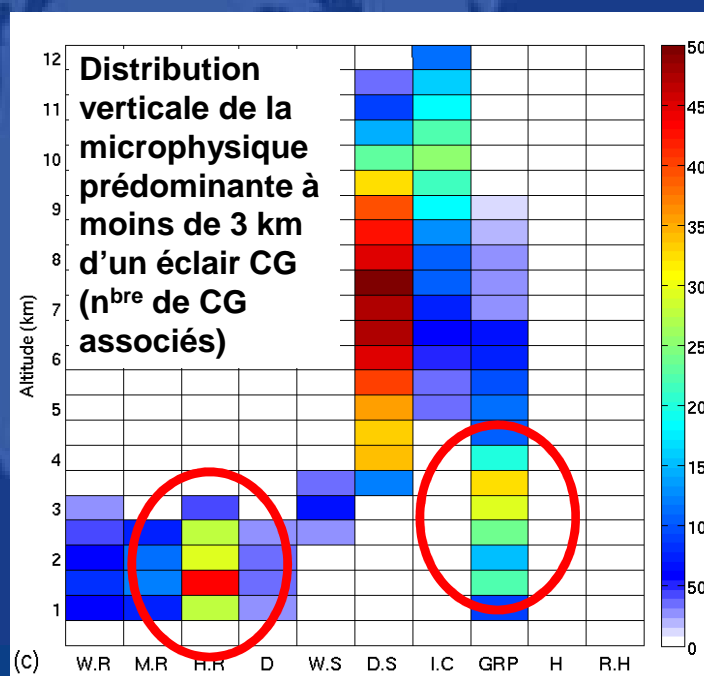 Distribution
verticale de la
microphysique
prédominante à
moins de 3 km
d'un éclair CG
(nbre de CG
associés)
Altitude (km)
12
11
10
9
8
7
6
5
4
3
2
1
(c)
W.R M.R H.R D W.S D.S I.C GRP H R.H
50
45
40
35
30
25
20
15
10
50
0